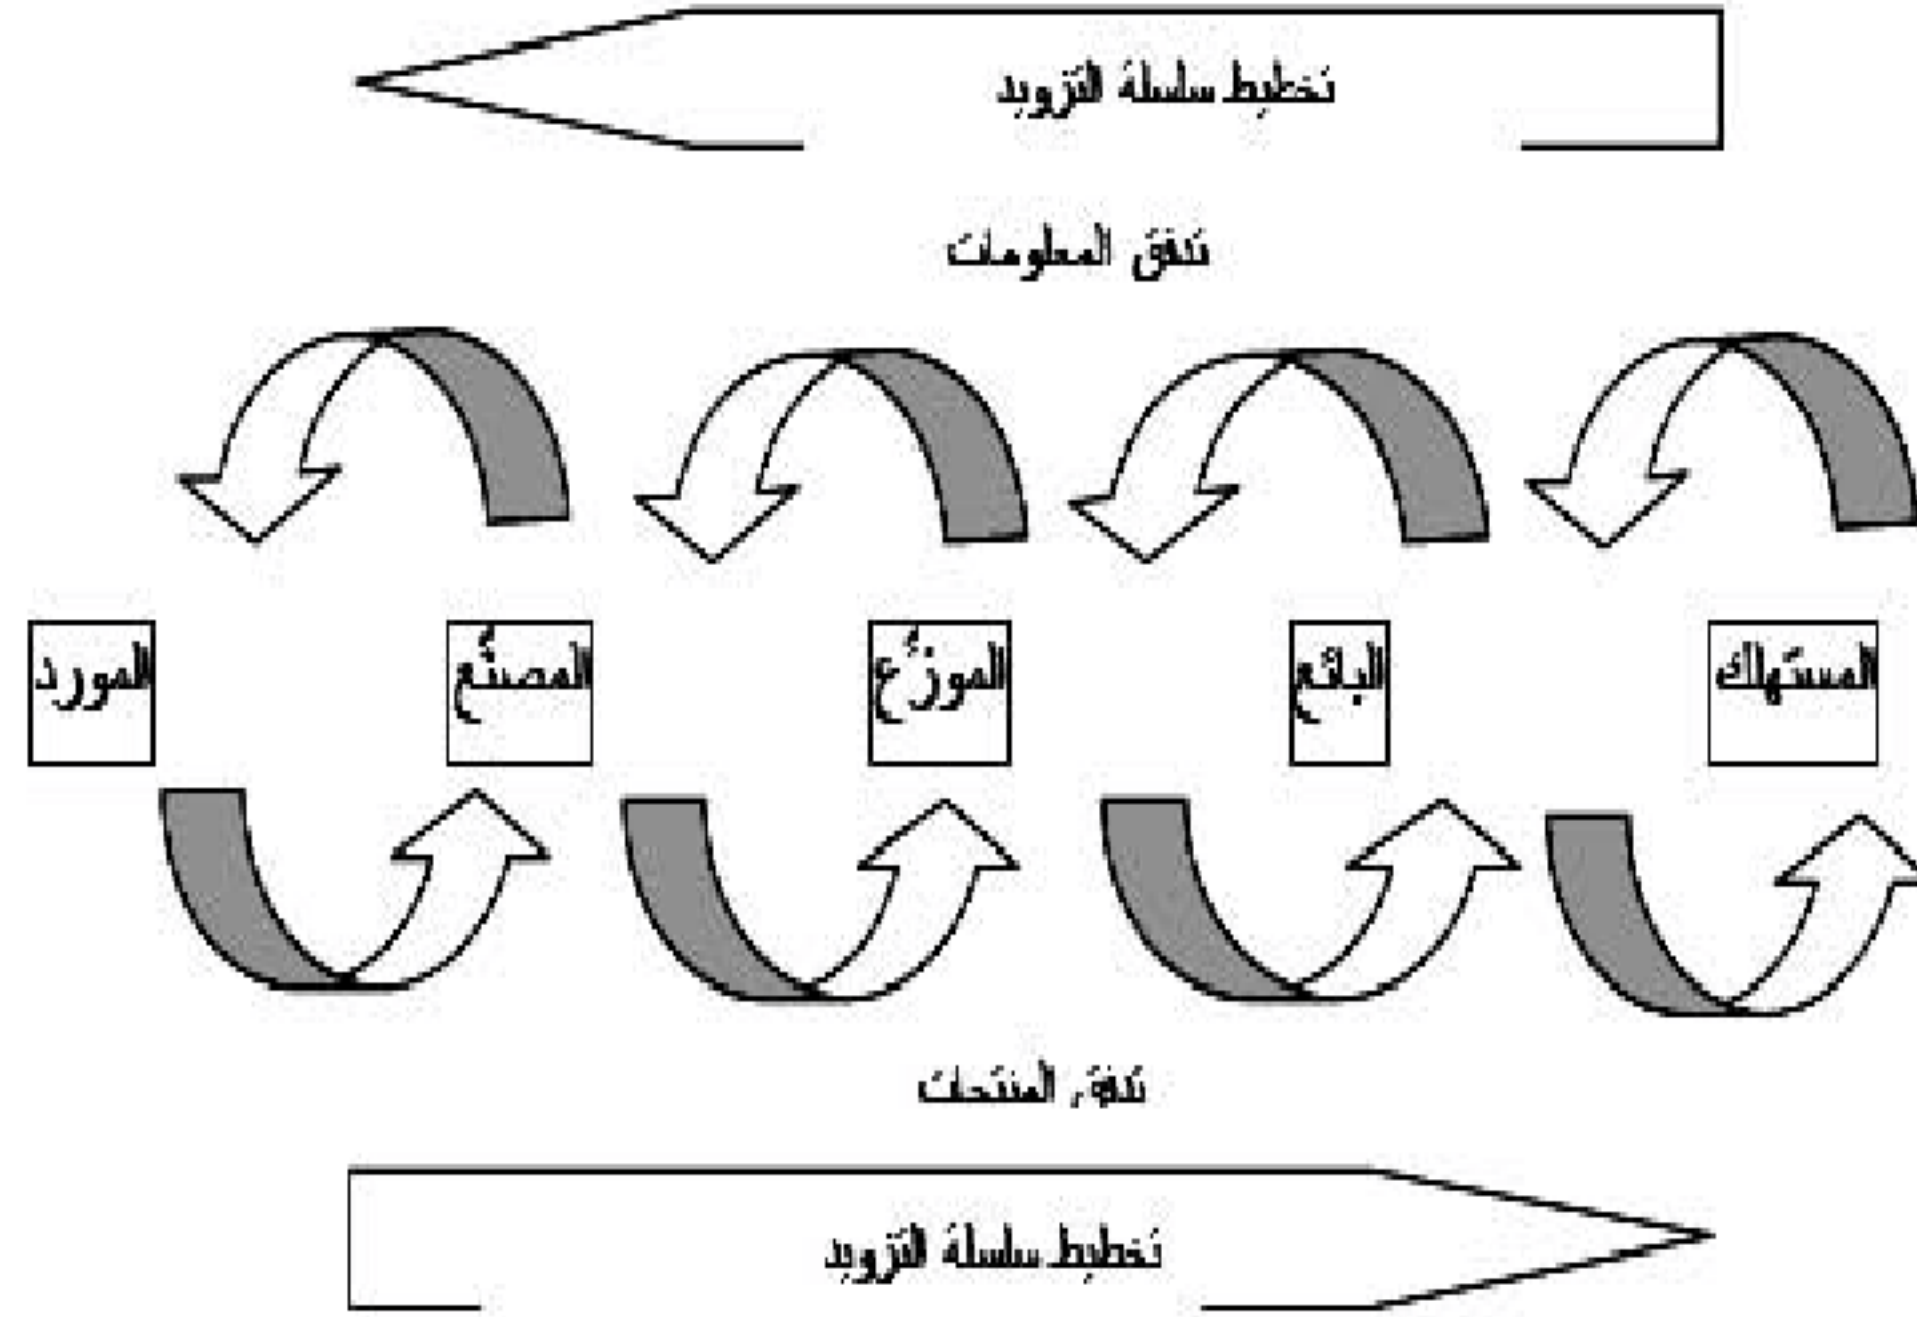 تخطيط سلسلة التزويد
تدفق المعلومات
المستهلك
البائع
الموزّع
المصنّع
المورد
تدفق المنتجات
تخطيط سلسلة التزويد